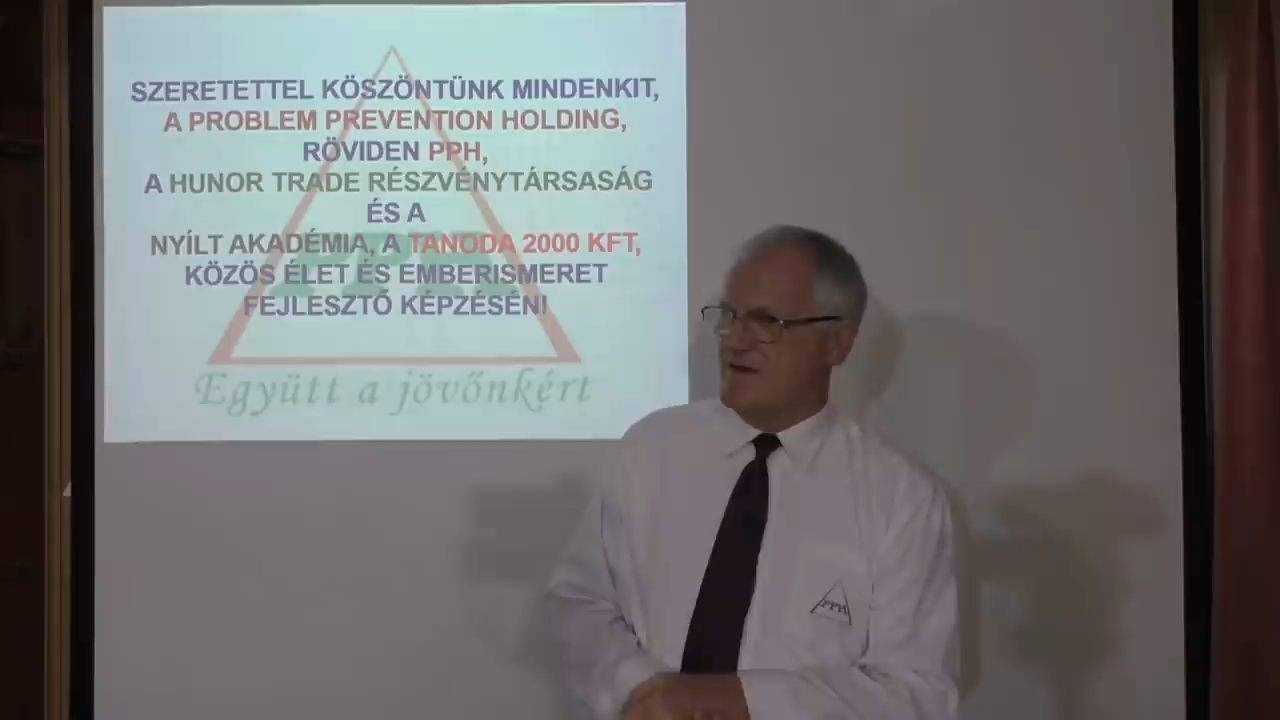 SZERETETTEL KÖSZÖNTÜNK MINDENKIT,
A PROBLEM PREVENTION HOLDING,
RÖVIDEN PPH,
A HUNOR TRADE RÉSZVÉNYTÁRSASÁG
ÉS A
NYÍLT AKADÉMIA, A TANODA 2000 KFT,
KÖZÖS ÉLET ÉS EMBERISMERET
FEJLESZTŐ KÉPZÉSÉN!
PPH
Együtt a jövőnkért
PPH